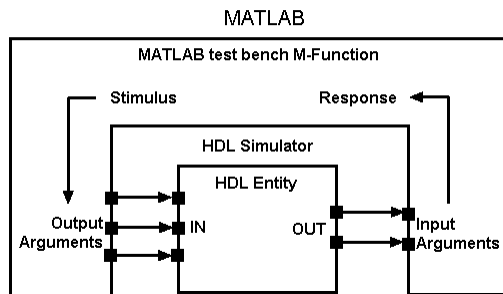 MATLAB
MATLAB test bench M-Function
Stimulus
Response
HDL Simulator
HDL Entity
Output
Arguments
IN
OUT
Input
Arguments